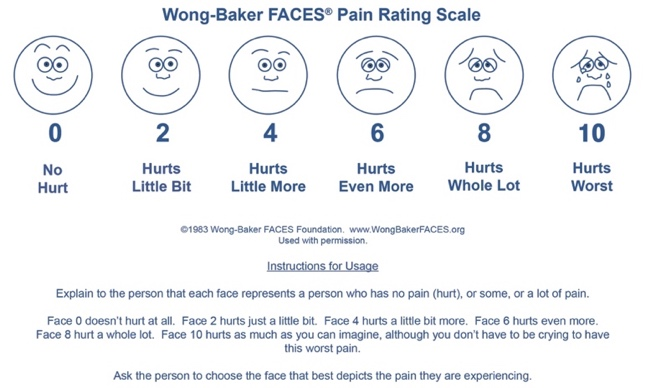 Wong-Baker FACES® Pain Rating Scale
0 2 4 6 8 10
No Hurts Hurts Hurts Hurts Hurts
Hurt Little Bit Little More Even More Whole Lot Worst
©1983 Wong-Baker FACES Foundation. www.WongBakerFACES.org
Used with permission.
Instructions for Usage
Explain to the person that each face represents a person who has no pain (hurt), or some, or a lot of pain.
Face 0 doesn't hurt at all. Face 2 hurts just a little bit. Face 4 hurts a little bit more. Face 6 hurts even more.
Face 8 hurt a whole lot. Face 10 hurts as much as you can imagine, although you don't have to be crying to have
this worst pain.
Ask the person to choose the face that best depicts the pain they are experiencing.